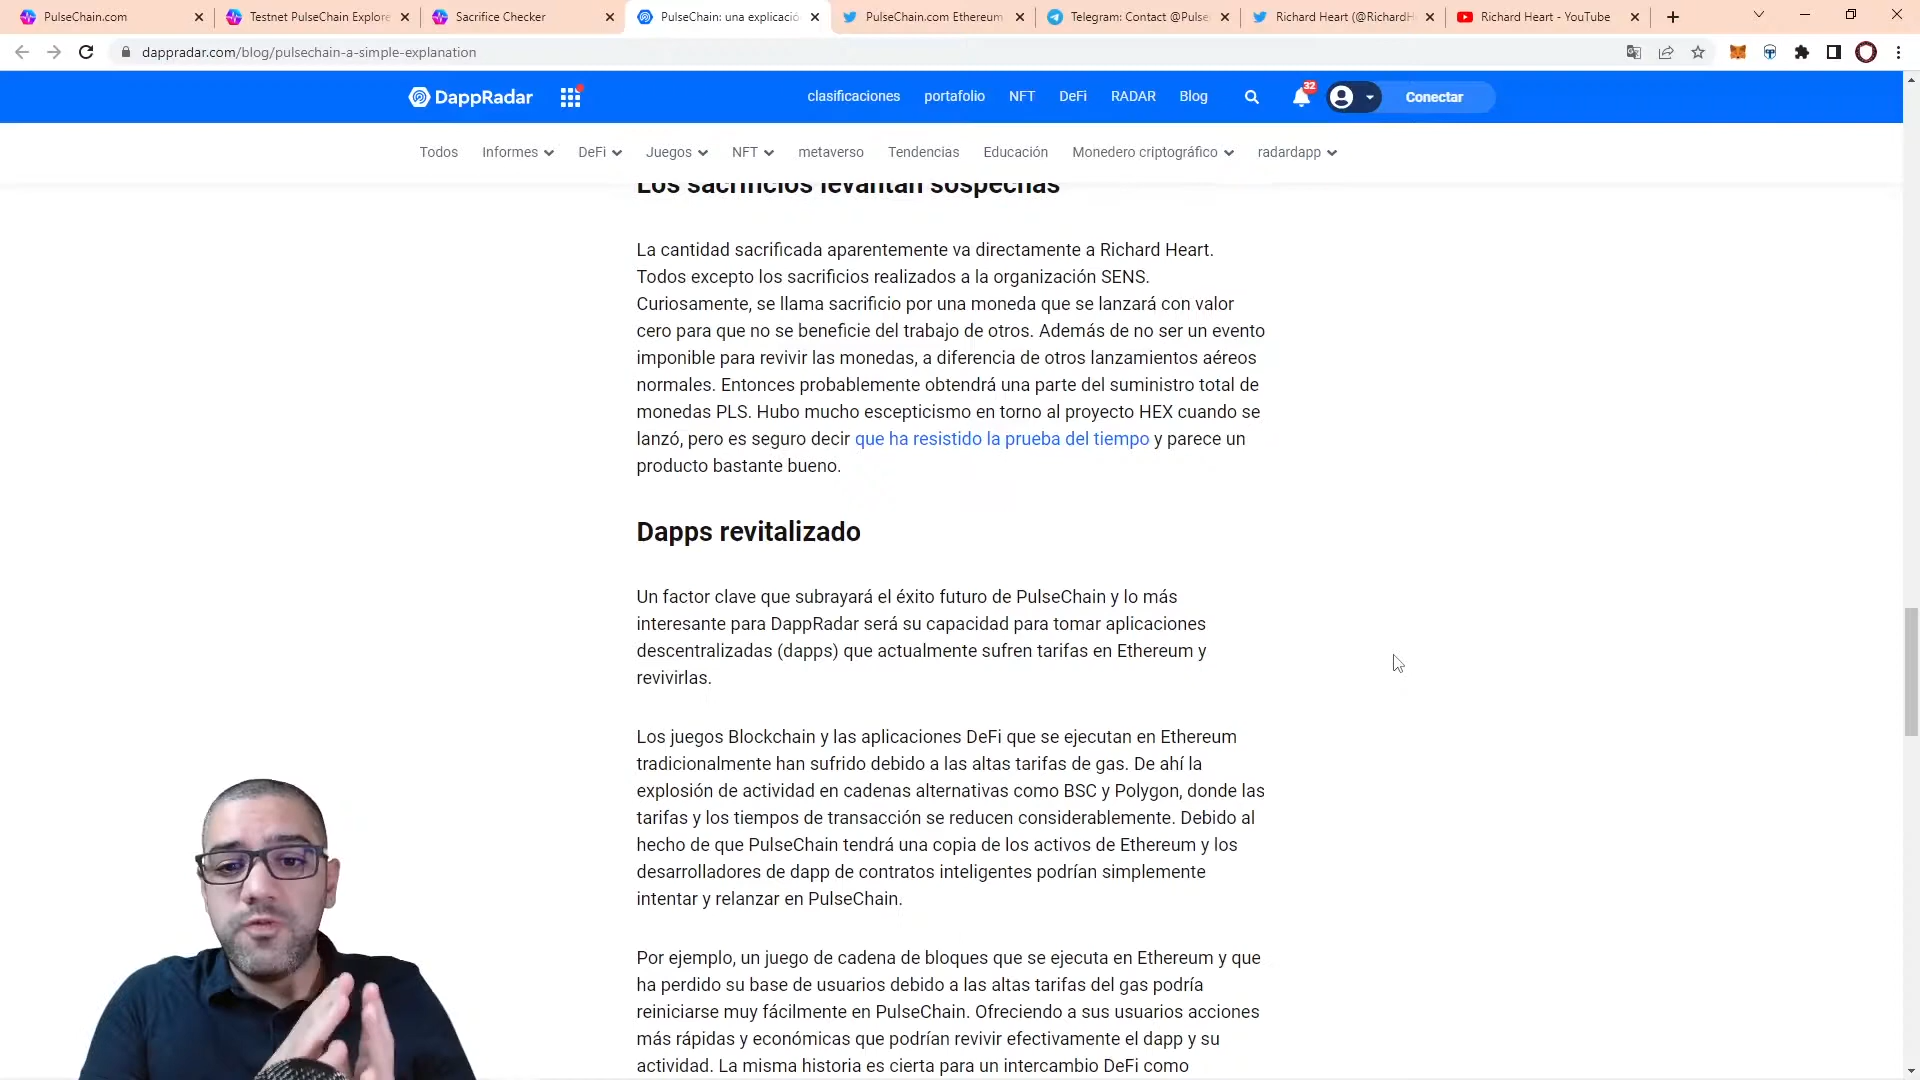 PulseChain.com
Testnet PulseChain Explore
Sacrifice Checker
PulseChain: una explicació
PulseChain.com Ethereum
Telegram: Contact @Pulse
Richard Heart (@RichardH
Richard Heart - YouTube
dappradar.com/blog/pulsechain-a-simple-explanation
DappRadar
clasificaciones portafolio NFT DeFi RADAR Blog
32
Conectar
Todos Informes DeFi Juegos NFT metaverso Tendencias Educación Monedero criptográfico radardapp
Los sacrificios levantan sospechas
La cantidad sacrificada aparentemente va directamente a Richard Heart.
Todos excepto los sacrificios realizados a la organización SENS.
Curiosamente, se llama sacrificio por una moneda que se lanzará con valor
cero para que no se beneficie del trabajo de otros. Además de no ser un evento
imponible para revivir las monedas, a diferencia de otros lanzamientos aéreos
normales. Entonces probablemente obtendrá una parte del suministro total de
monedas PLS. Hubo mucho escepticismo en torno al proyecto HEX cuando se
lanzó, pero es seguro decir que ha resistido la prueba del tiempo y parece un
producto bastante bueno.
Dapps revitalizado
Un factor clave que subrayará el éxito futuro de PulseChain y lo más
interesante para DappRadar será su capacidad para tomar aplicaciones
descentralizadas (dapps) que actualmente sufren tarifas en Ethereum y
revivirlas.
Los juegos Blockchain y las aplicaciones DeFi que se ejecutan en Ethereum
tradicionalmente han sufrido debido a las altas tarifas de gas. De ahí la
explosión de actividad en cadenas alternativas como BSC y Polygon, donde las
tarifas y los tiempos de transacción se reducen considerablemente. Debido al
hecho de que PulseChain tendrá una copia de los activos de Ethereum y los
desarrolladores de dapp de contratos inteligentes podrían simplemente
intentar y relanzar en PulseChain.
Por ejemplo, un juego de cadena de bloques que se ejecuta en Ethereum y que
ha perdido su base de usuarios debido a las altas tarifas del gas podría
reiniciarse muy fácilmente en PulseChain. Ofreciendo a sus usuarios acciones
más rápidas y económicas que podrían revivir efectivamente el dapp y su
actividad. La misma historia es cierta para un intercambio DeFi como